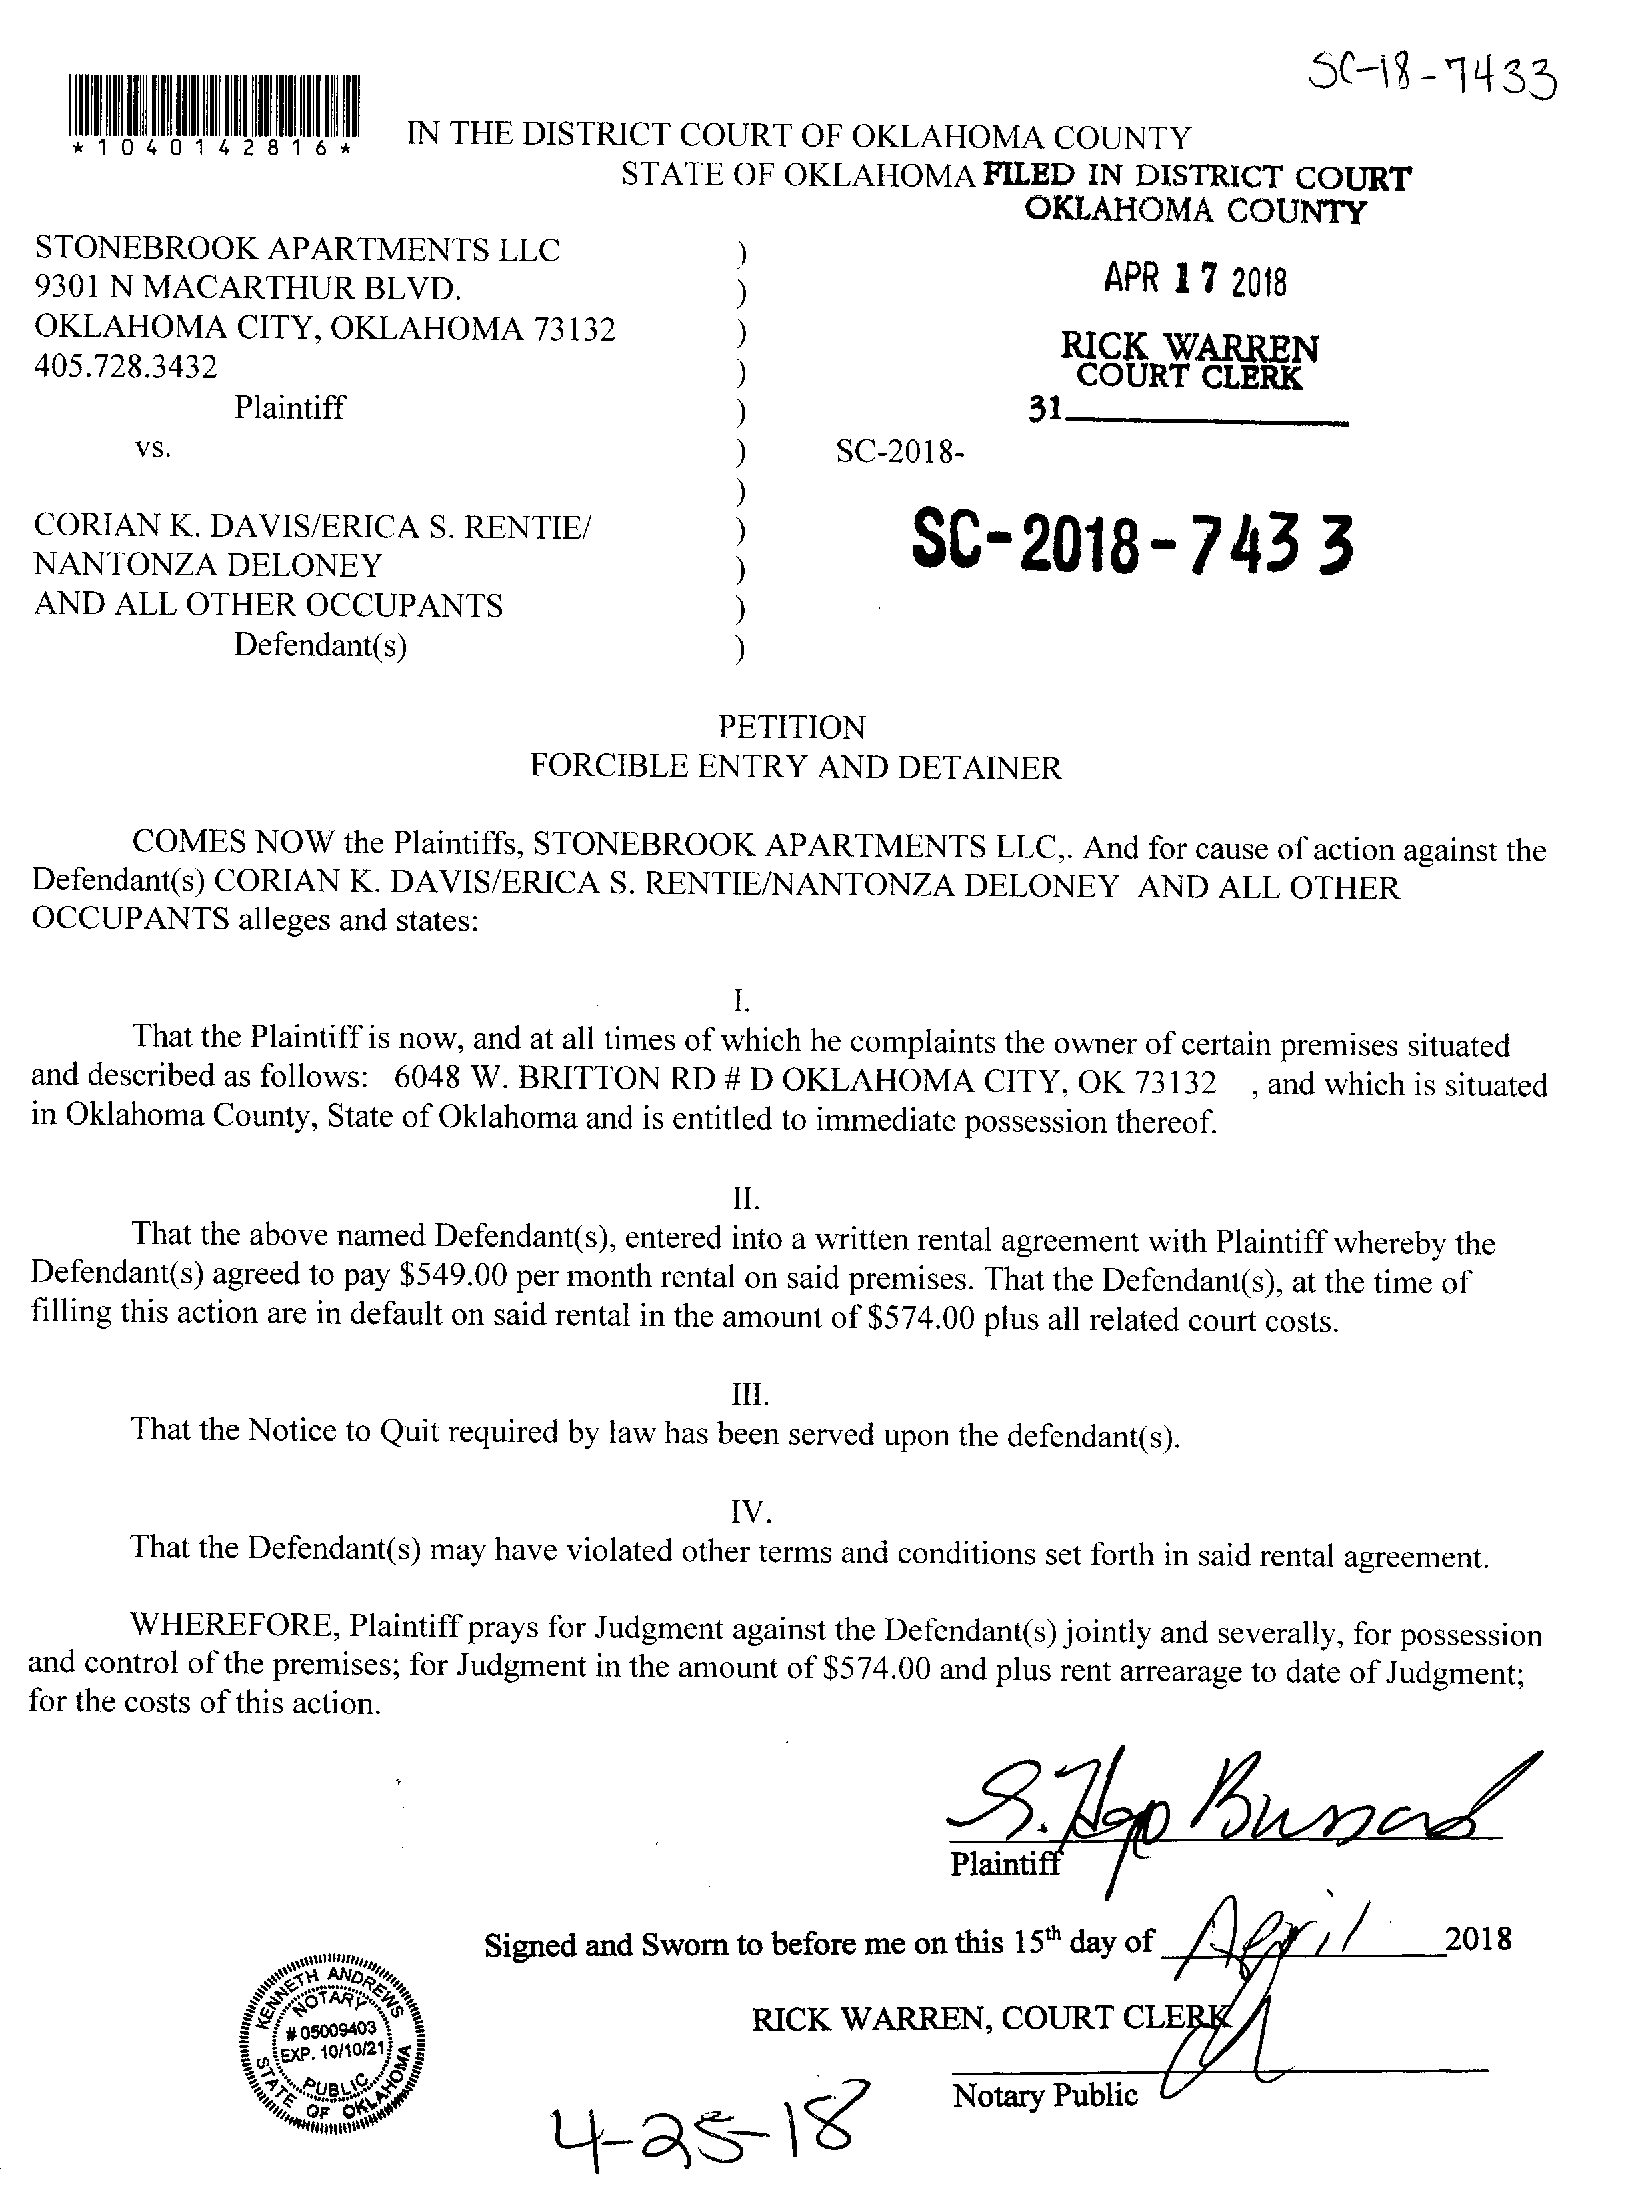 SC-18-7433
*1040142816*
IN THE DISTRICT COURT OF OKLAHOMA COUNTY
STATE OF OKLAHOMA FILED IN DISTRICT COURT
OKLAHOMA COUNTY
STONEBROOK APARTMENTS LLC )
9301 N MACARTHUR BLVD. ) APR 17 2018
OKLAHOMA CITY, OKLAHOMA 73132 )
RICK WARREN
405.728.3432 ) COURT CLERK
Plaintiff ) 31
vs. ) SC-2018-
)
CORIAN K. DAVIS/ERICA S. RENTIE/ ) SC-2018-7433
NANTONZA DELONEY )
AND ALL OTHER OCCUPANTS )
Defendant(s) )
PETITION
FORCIBLE ENTRY AND DETAINER
COMES NOW the Plaintiffs, STONEBROOK APARTMENTS LLC,. And for cause of action against the
Defendant(s) CORIAN K. DAVIS/ERICA S. RENTIE/NANTONZA DELONEY AND ALL OTHER
OCCUPANTS alleges and states:
I.
That the Plaintiff is now, and at all times of which he complaints the owner of certain premises situated
and described as follows: 6048 W. BRITTON RD # D OKLAHOMA CITY, OK 73132 , and which is situated
in Oklahoma County, State of Oklahoma and is entitled to immediate possession thereof.
II.
That the above named Defendant(s), entered into a written rental agreement with Plaintiff whereby the
Defendant(s) agreed to pay $549.00 per month rental on said premises. That the Defendant(s), at the time of
filling this action are in default on said rental in the amount of $574.00 plus all related court costs.
III.
That the Notice to Quit required by law has been served upon the defendant(s).
IV.
That the Defendant(s) may have violated other terms and conditions set forth in said rental agreement.
WHEREFORE, Plaintiff prays for Judgment against the Defendant(s) jointly and severally, for possession
and control of the premises; for Judgment in the amount of $574.00 and plus rent arrearage to date of Judgment;
for the costs of this action.
Plaintiff
Signed and Sworn to before me on this 15th day of April 2018
KENNETH ANDREWS
NOTARY
# 05009403
EXP. 10/10/21
PUBLIC
STATE OF OKLAHOMA
RICK WARREN, COURT CLERK
Notary Public
4-25-18